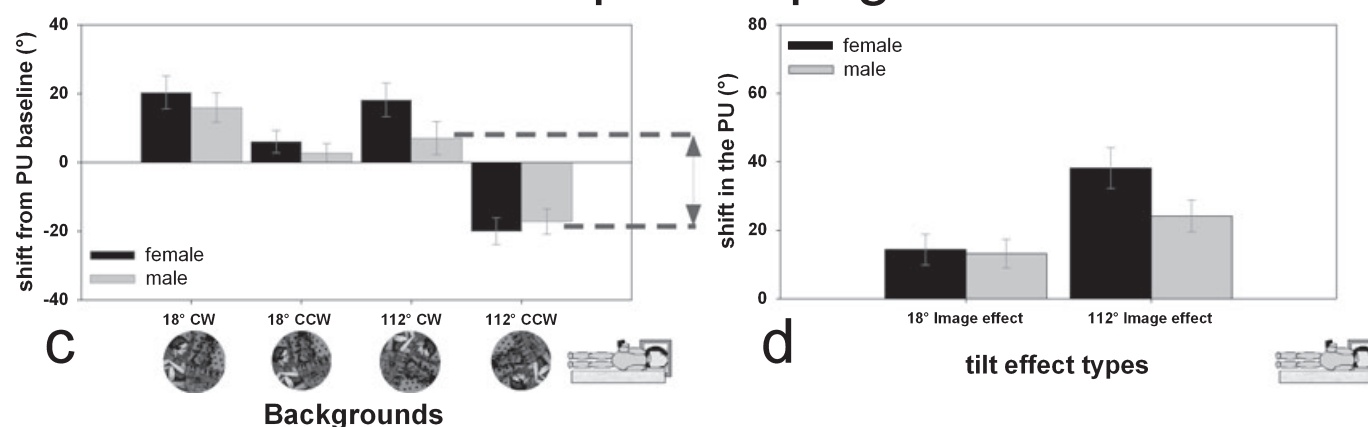 40
20
0
-20
-40
shift from PU baseline (°)
female
male
18° CW
18° CCW
112° CW
112° CCW
c
Backgrounds
80
60
40
20
0
shift in the PU (°)
female
male
18° Image effect
112° Image effect
d
tilt effect types